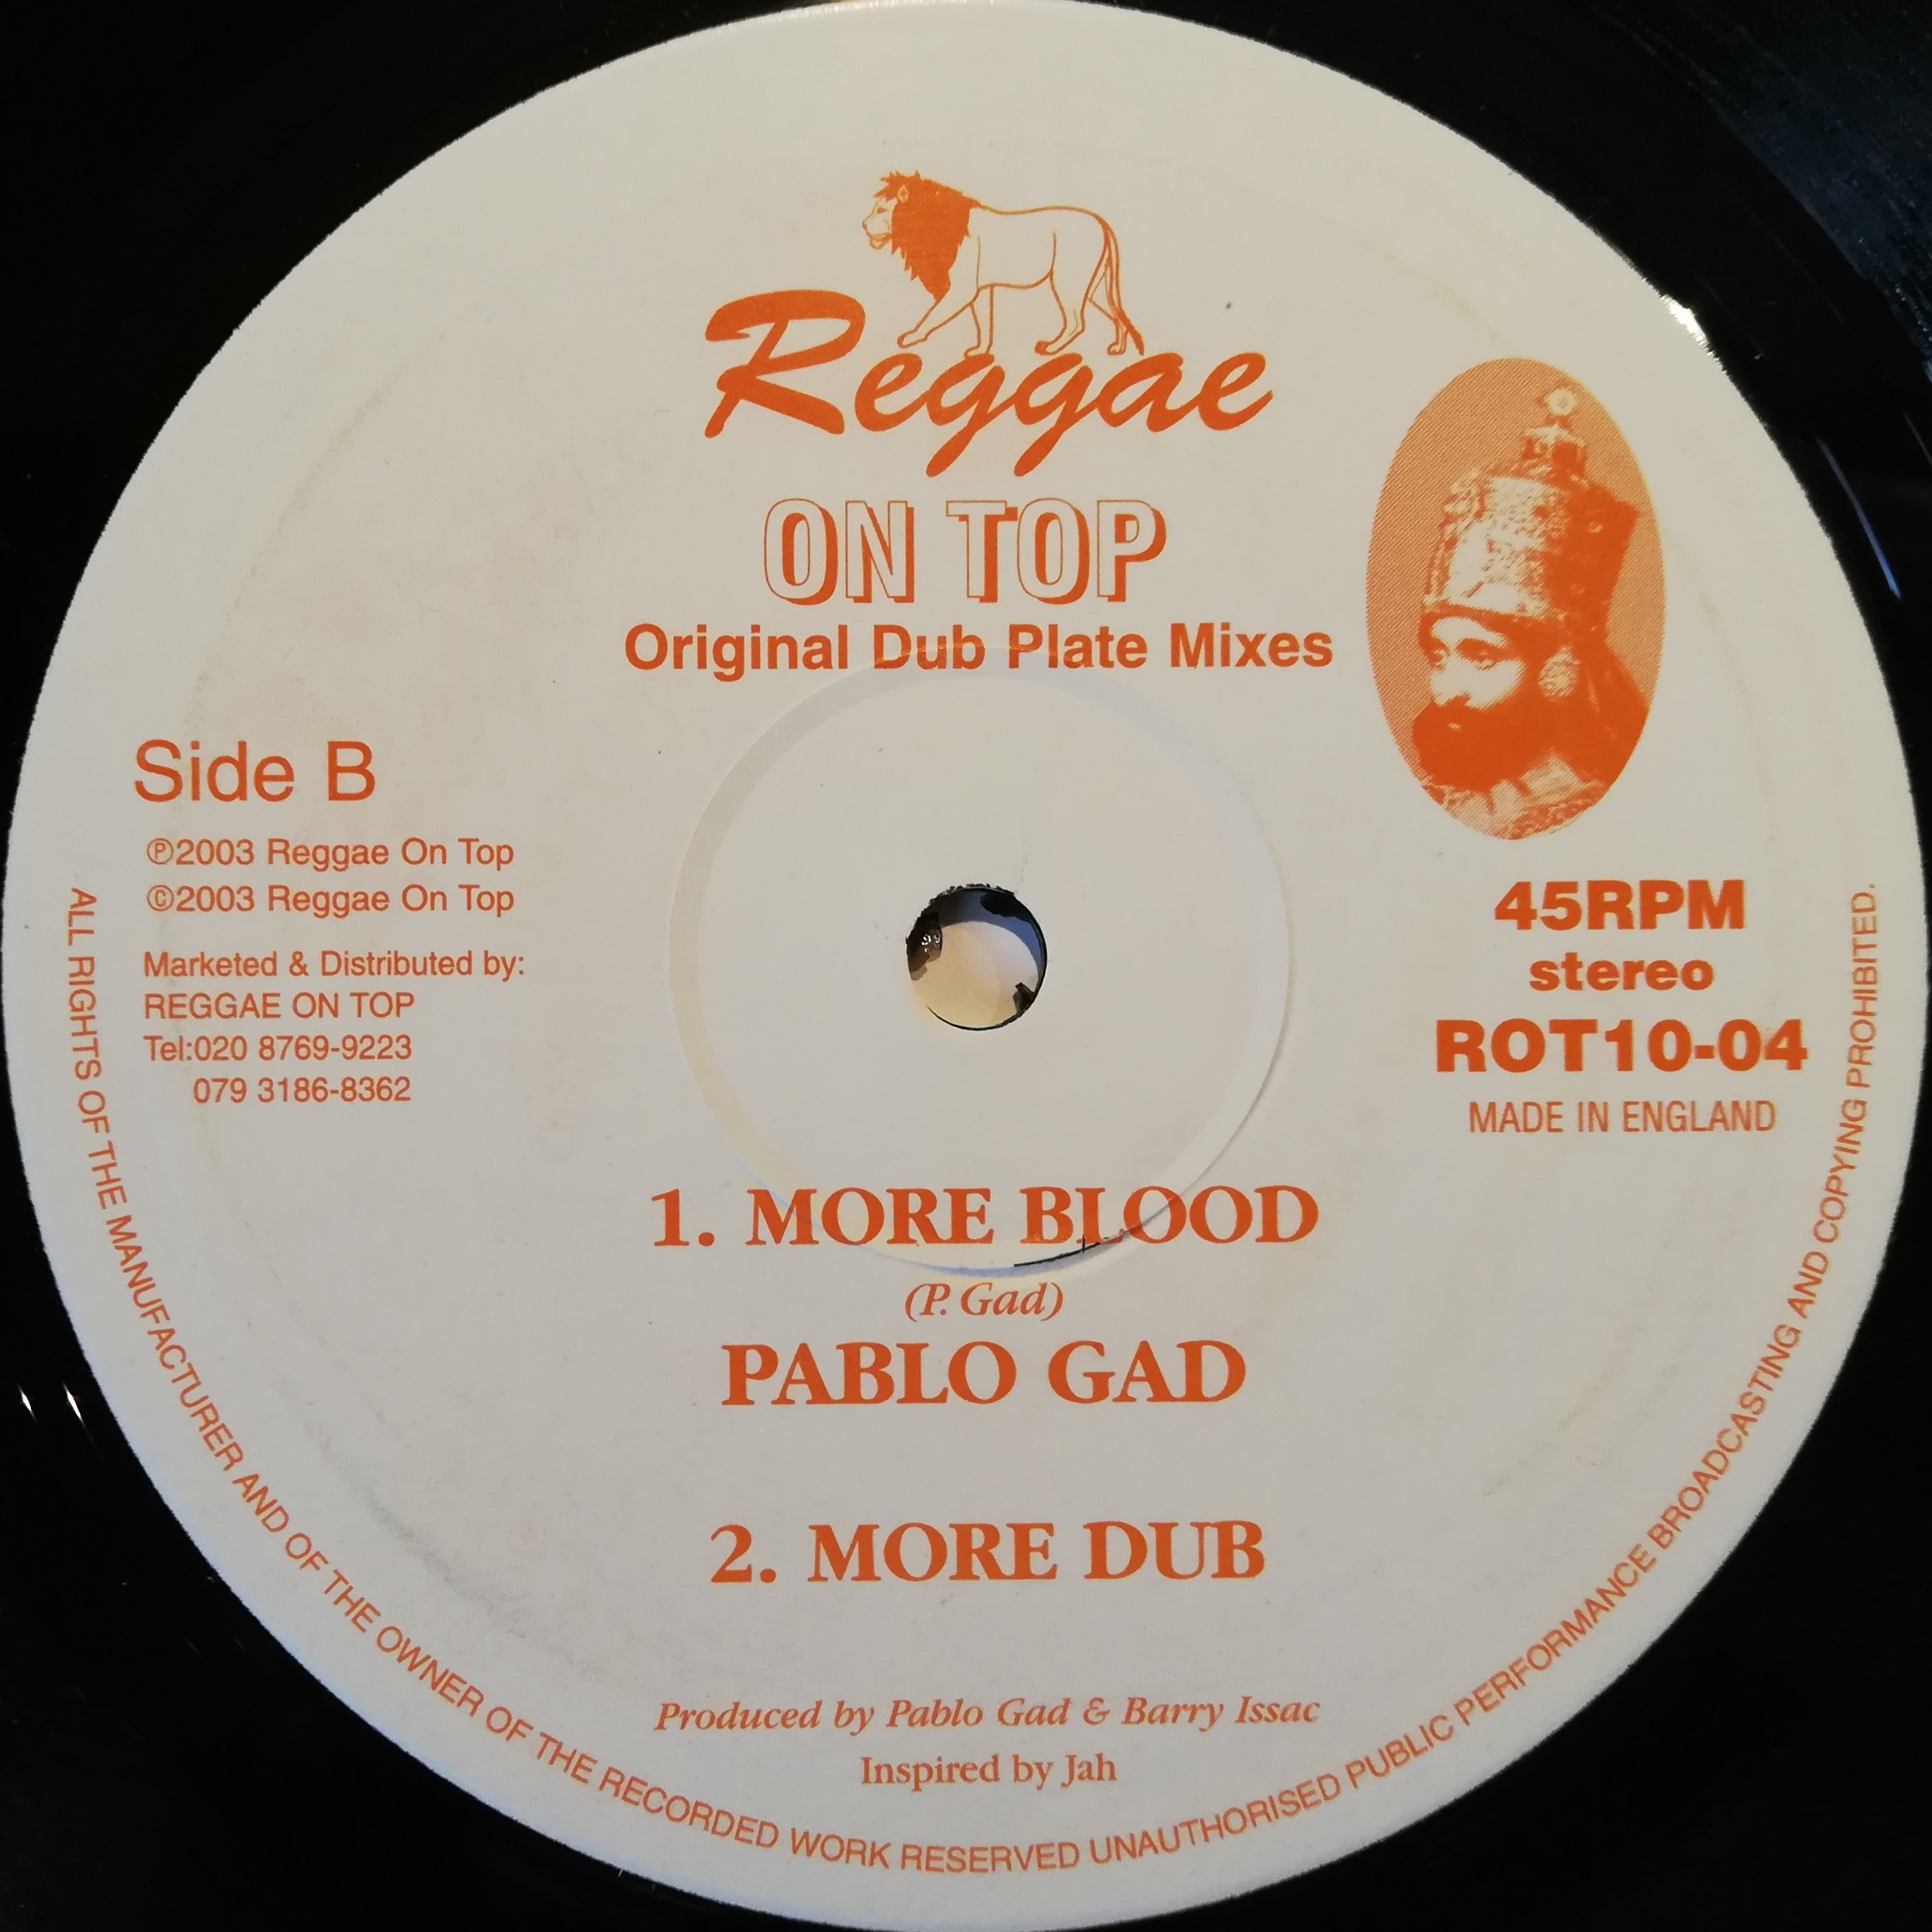 Reggae
ON TOP
Original Dub Plate Mixes
Side B
℗2003 Reggae On Top
©2003 Reggae On Top
Marketed & Distributed by:
REGGAE ON TOP
Tel:020 8769-9223
079 3186-8362
45RPM
stereo
ROT10-04
MADE IN ENGLAND
1. MORE BLOOD
(P. Gad)
PABLO GAD
2. MORE DUB
Produced by Pablo Gad & Barry Issac
Inspired by Jah
ALL RIGHTS OF THE MANUFACTURER AND OF THE OWNER OF THE RECORDED WORK RESERVED UNAUTHORISED PUBLIC PERFORMANCE BROADCASTING AND COPYING PROHIBITED.